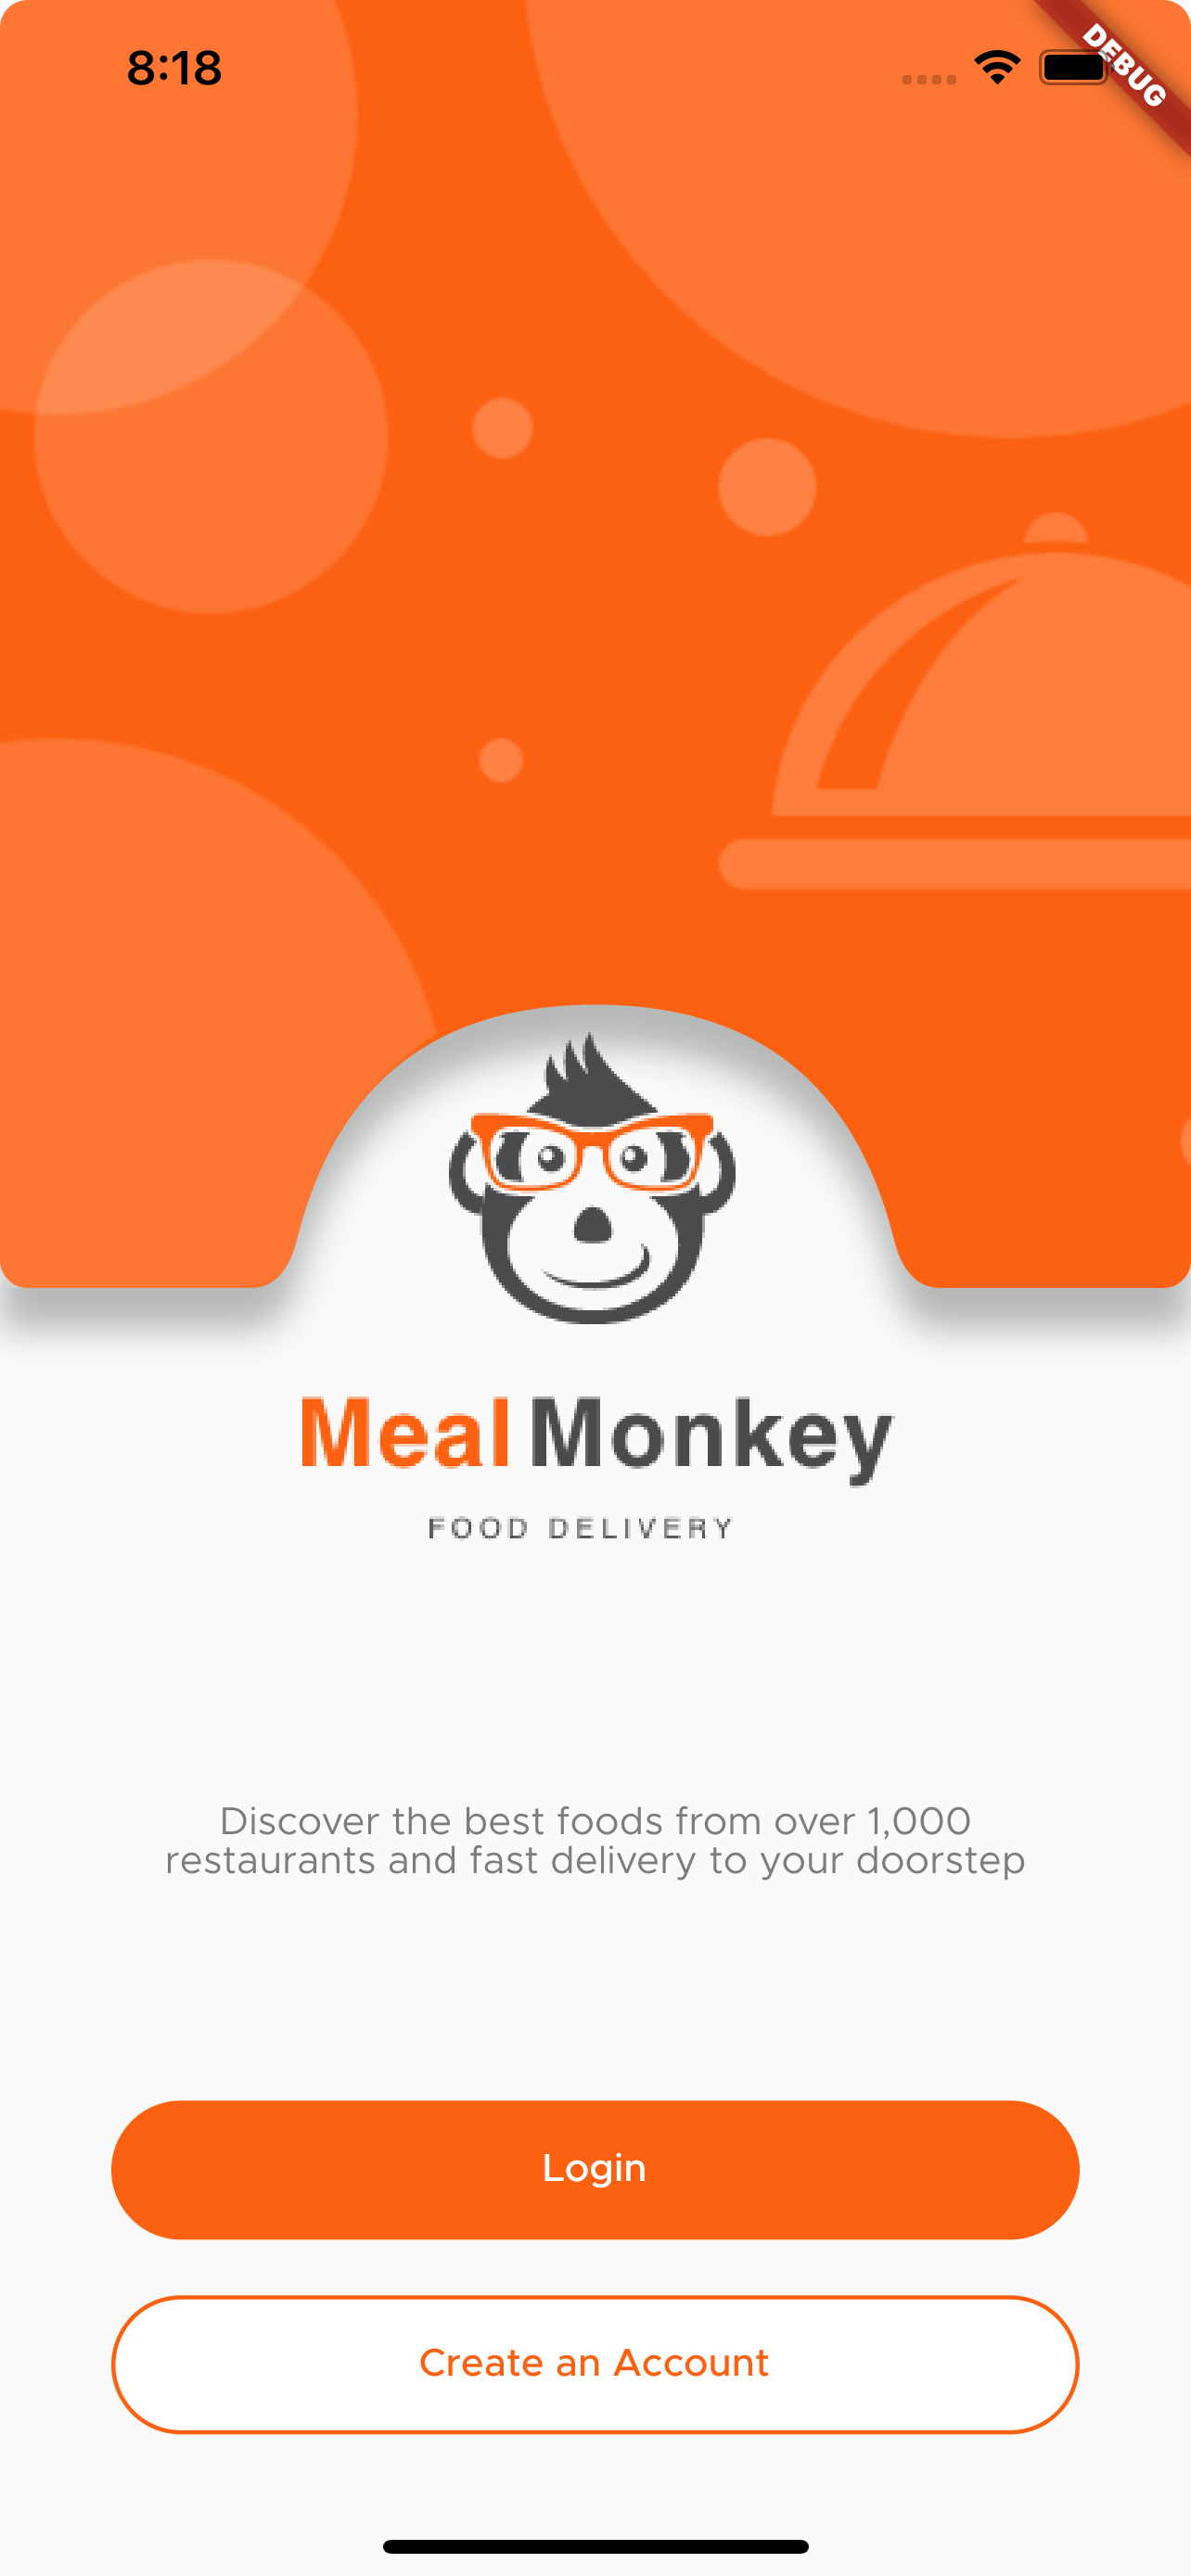 8:18
DEBUG
Meal Monkey
FOOD DELIVERY
Discover the best foods from over 1,000
restaurants and fast delivery to your doorstep
Login
Create an Account